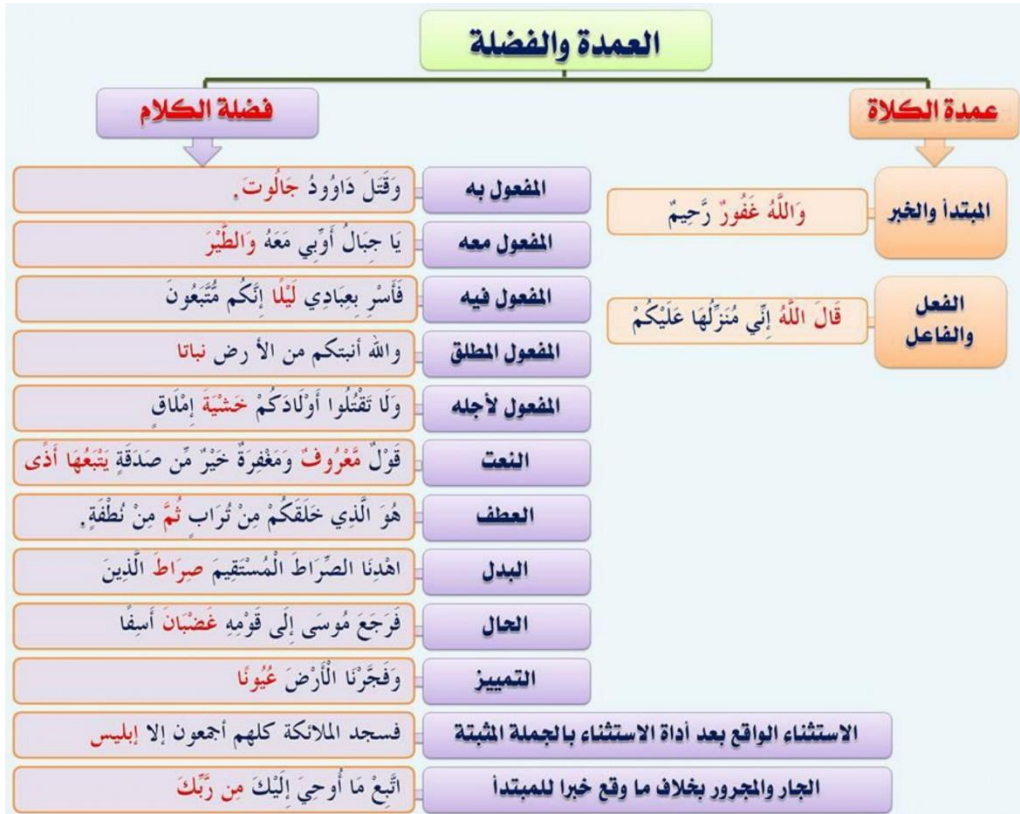 العمدة والفضلة
عمدة الكلاة
المبتدأ والخبر
وَاللَّهُ غَفُورٌ رَّحِيمٌ
الفعل
والفاعل
قَالَ اللَّهُ إِنِّي مُنَزِّلُهَا عَلَيْكُمْ
فضلة الكلام
المفعول به
وَقَتَلَ دَاوُودُ جَالُوتَ.
المفعول معه
يَا جِبَالُ أَوِّبِي مَعَهُ وَالطَّيْرَ
المفعول فيه
فَأَسْرِ بِعِبَادِي لَيْلًا إِنَّكُم مُّتَّبَعُونَ
المفعول المطلق
والله أنبتكم من الأ رض نباتا
المفعول لأجله
وَلَا تَقْتُلُوا أَوْلَادَكُمْ خَشْيَةَ إِمْلَاقٍ
النعت
قَوْلٌ مَّعْرُوفٌ وَمَغْفِرَةٌ خَيْرٌ مِّن صَدَقَةٍ يَتْبَعُهَا أَذًى
العطف
هُوَ الَّذِي خَلَقَكُمْ مِنْ تُرَابٍ ثُمَّ مِنْ نُطْفَةٍ.
البدل
اهْدِنَا الصِّرَاطَ الْمُسْتَقِيمَ صِرَاطَ الَّذِينَ
الحال
فَرَجَعَ مُوسَى إِلَى قَوْمِهِ غَضْبَانَ أَسِفًا
التمييز
وَفَجَّرْنَا الْأَرْضَ عُيُونًا
الاستثناء الواقع بعد أداة الاستثناء بالجملة المثبتة
فسجد الملائكة كلهم أجمعون إلا إبليس
الجار والمجرور بخلاف ما وقع خبرا للمبتدأ
اتَّبِعْ مَا أُوحِيَ إِلَيْكَ مِن رَّبِّكَ